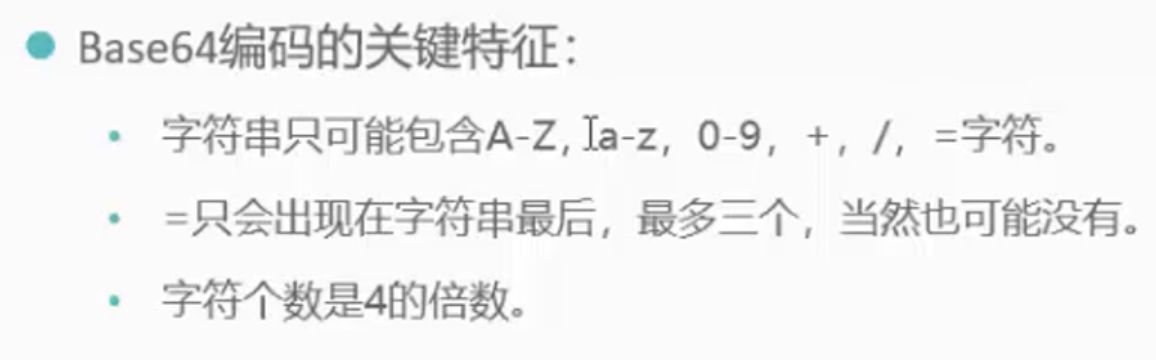 Base64编码的关键特征：
字符串只可能包含A-Z，a-z，0-9，+，/，=字符。
=只会出现在字符串最后，最多三个，当然也可能没有。
字符个数是4的倍数。